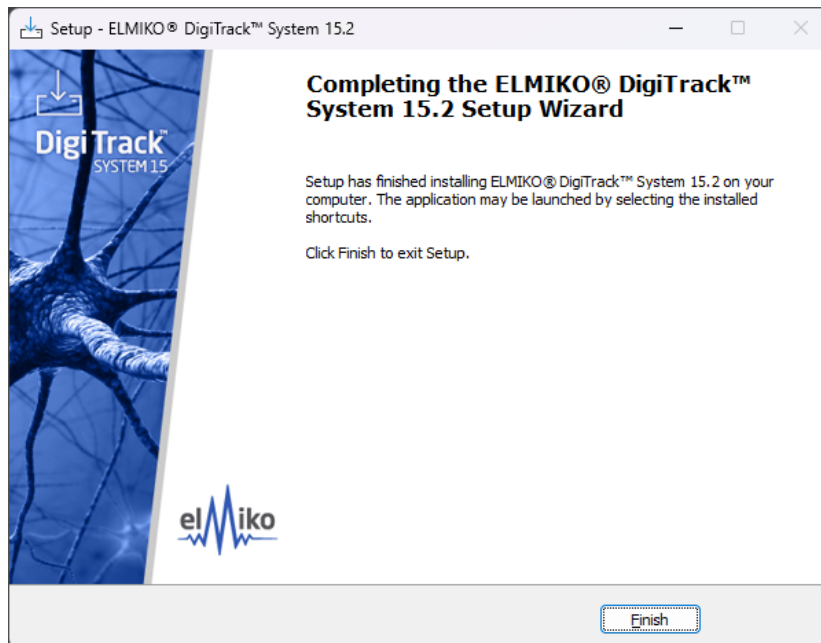 Setup - ELMIKO® DigiTrack™ System 15.2
DigiTrack™
SYSTEM 15
Completing the ELMIKO® DigiTrack™
System 15.2 Setup Wizard
Setup has finished installing ELMIKO® DigiTrack™ System 15.2 on your
computer. The application may be launched by selecting the installed
shortcuts.
Click Finish to exit Setup.
elMiko
Finish